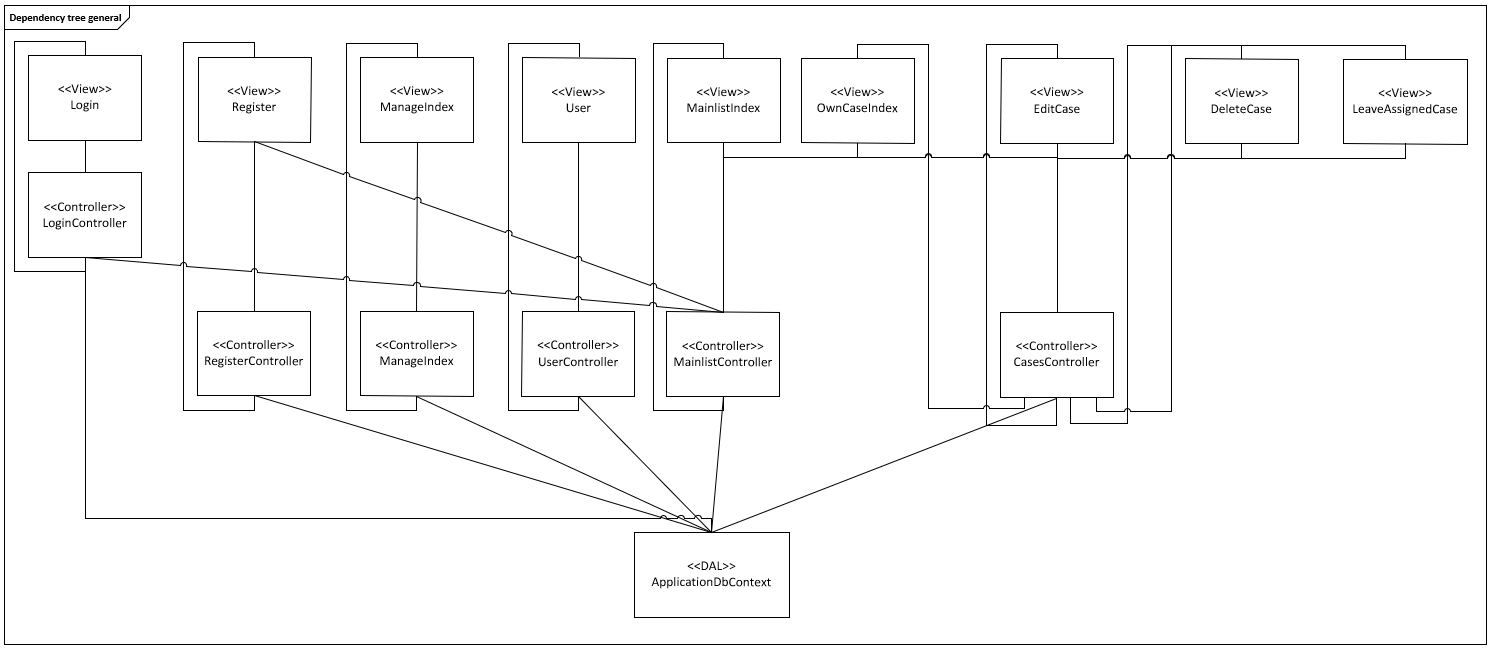 Dependency tree general
<<View>>
Login
<<View>>
Register
<<View>>
ManageIndex
<<View>>
User
<<View>>
MainlistIndex
<<View>>
OwnCaseIndex
<<View>>
EditCase
<<View>>
DeleteCase
<<View>>
LeaveAssignedCase
<<Controller>>
LoginController
<<Controller>>
RegisterController
<<Controller>>
ManageIndex
<<Controller>>
UserController
<<Controller>>
MainlistController
<<Controller>>
CasesController
<<DAL>>
ApplicationDbContext